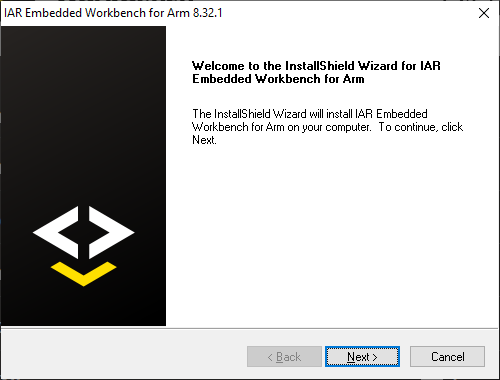 IAR Embedded Workbench for Arm 8.32.1
Welcome to the InstallShield Wizard for IAR
Embedded Workbench for Arm
The InstallShield Wizard will install IAR Embedded
Workbench for Arm on your computer.  To continue, click
Next.
< Back
Next >
Cancel